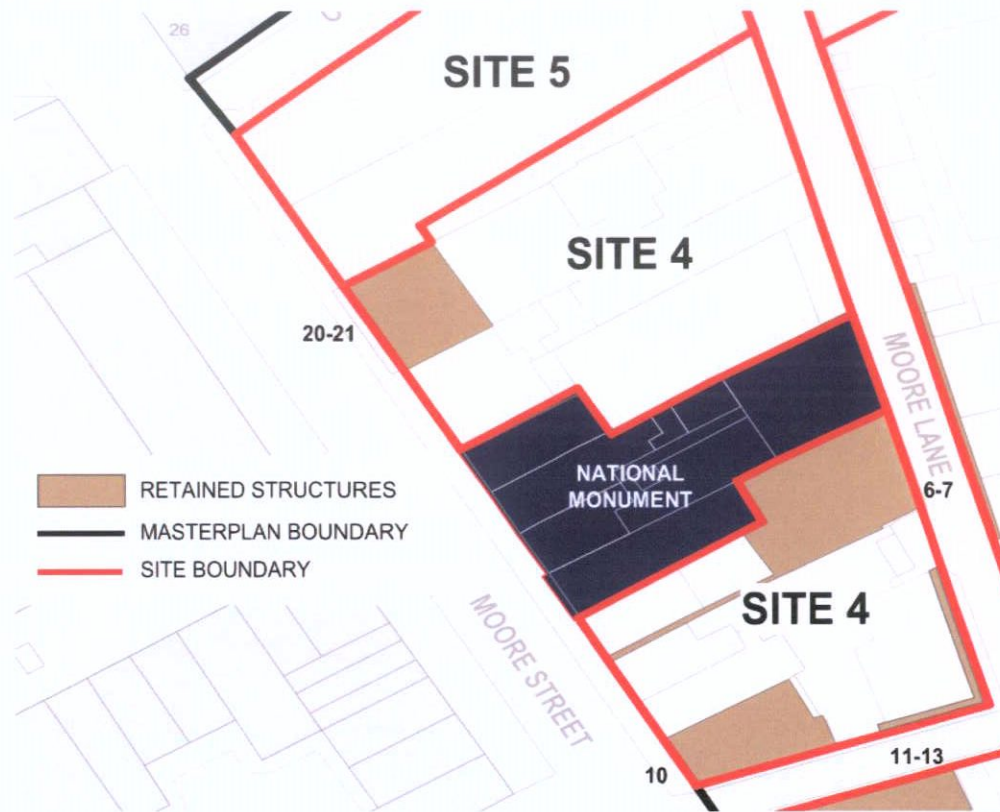 26
SITE 5
SITE 4
20-21
MOORE LANE
NATIONAL
MONUMENT
6-7
RETAINED STRUCTURES
MASTERPLAN BOUNDARY
SITE BOUNDARY
MOORE STREET
SITE 4
11-13
10